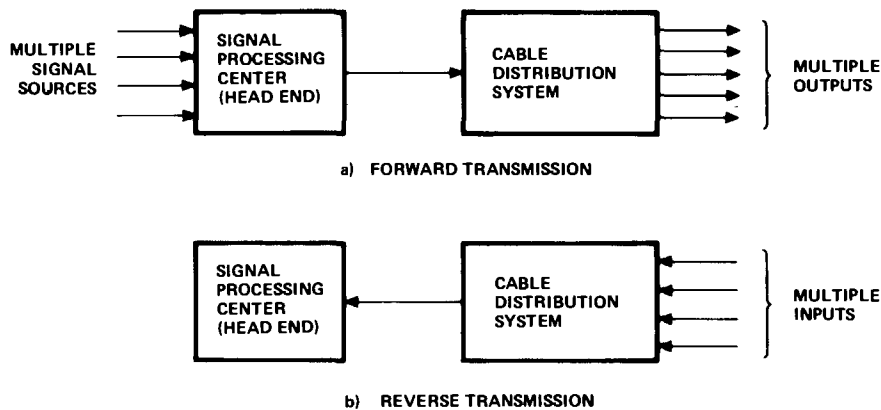 MULTIPLE
SIGNAL
SOURCES
SIGNAL
PROCESSING
CENTER
(HEAD END)
CABLE
DISTRIBUTION
SYSTEM
MULTIPLE
OUTPUTS
a) FORWARD TRANSMISSION
SIGNAL
PROCESSING
CENTER
(HEAD END)
CABLE
DISTRIBUTION
SYSTEM
MULTIPLE
INPUTS
b) REVERSE TRANSMISSION